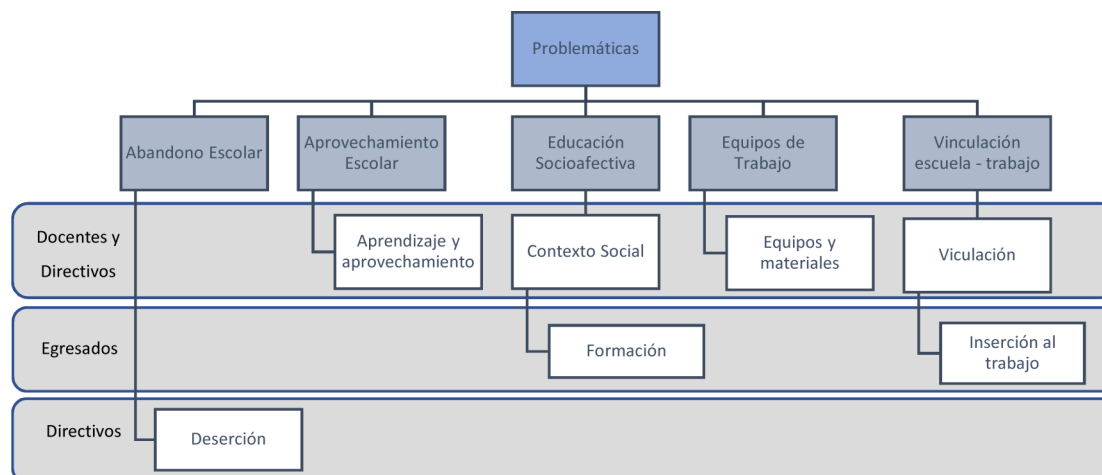 Problemáticas
Abandono Escolar
Aprovechamiento
Escolar
Educación
Socioafectiva
Equipos de
Trabajo
Vinculación
escuela - trabajo
Docentes y
Directivos
Aprendizaje y
aprovechamiento
Contexto Social
Equipos y
materiales
Viculación
Egresados
Formación
Inserción al
trabajo
Directivos
Deserción